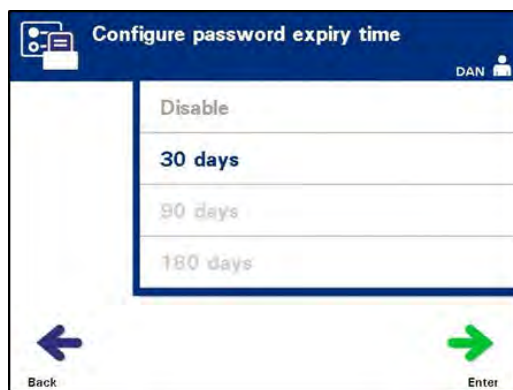 Configure password expiry time
DAN
Disable
30 days
90 days
180 days
Back
Enter